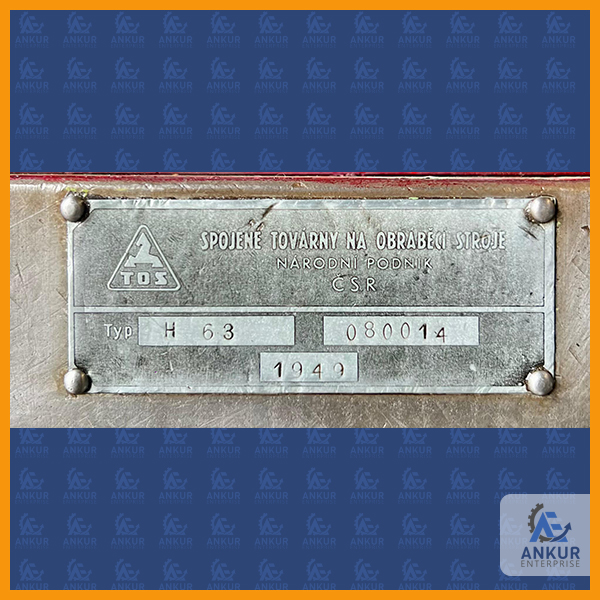 TOS
SPOJENÉ TOVÁRNY NA OBRÁBĚCÍ STROJE
NÁRODNÍ PODNIK
ČSR
Typ H 63 080014
1949
ANKUR
ENTERPRISE